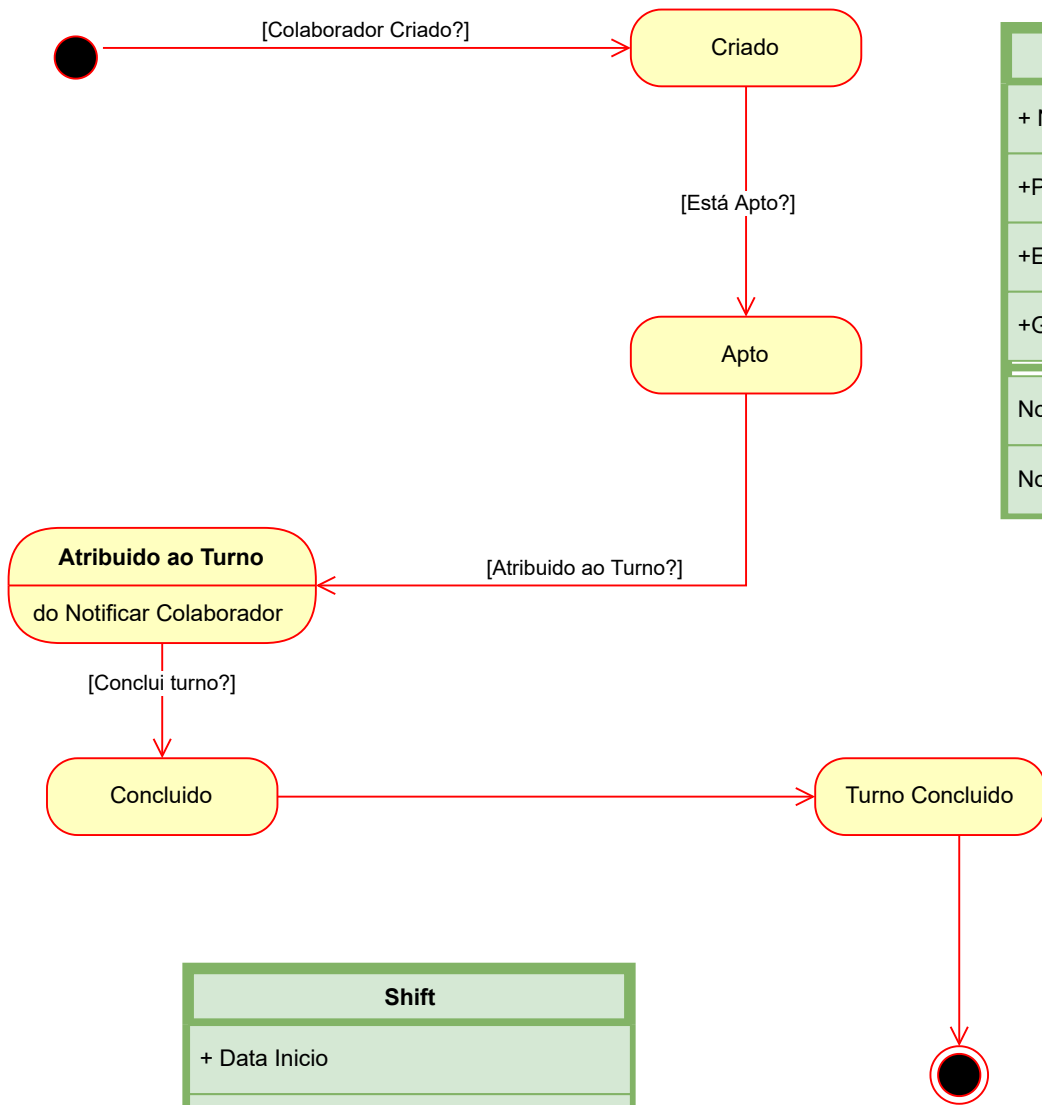 [Colaborador Criado?]
Criado
[Está Apto?]
Apto
[Atribuido ao Turno?]
Atribuido ao Turno
do Notificar Colaborador
[Conclui turno?]
Concluido
Turno Concluido
Shift
+ Data Inicio